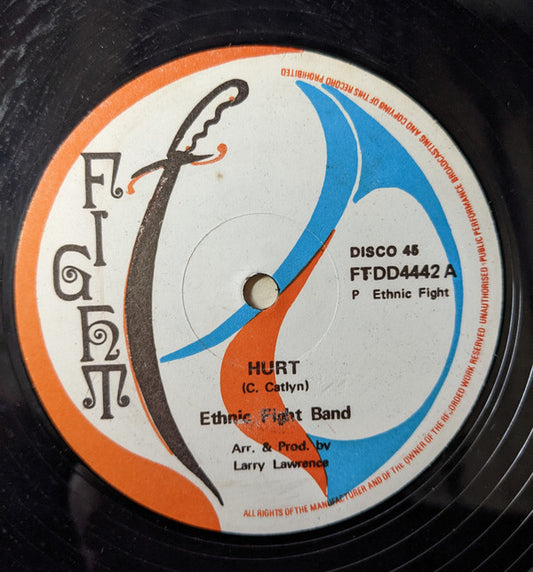 FIGHT
DISCO 45
FTDD4442 A
P Ethnic Fight
HURT
(C. Catlyn)
Ethnic Fight Band
Arr. & Prod. by
Larry Lawrence
ALL RIGHTS OF THE MANUFACTURER AND OF THE OWNER OF THE RECORDED WORK RESERVED · UNAUTHORISED · PUBLIC PERFORMANCE BROADCASTING AND COPYING OF THIS RECORD PROHIBITED